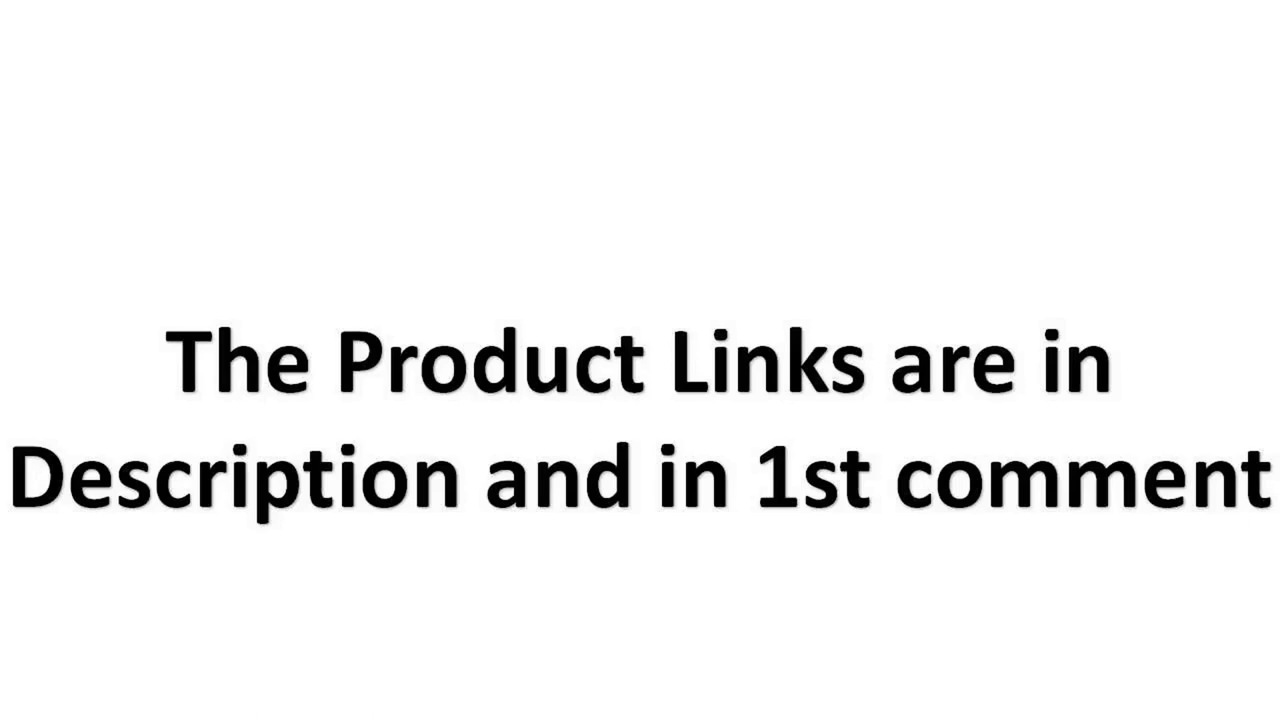 The Product Links are in
Description and in 1st comment